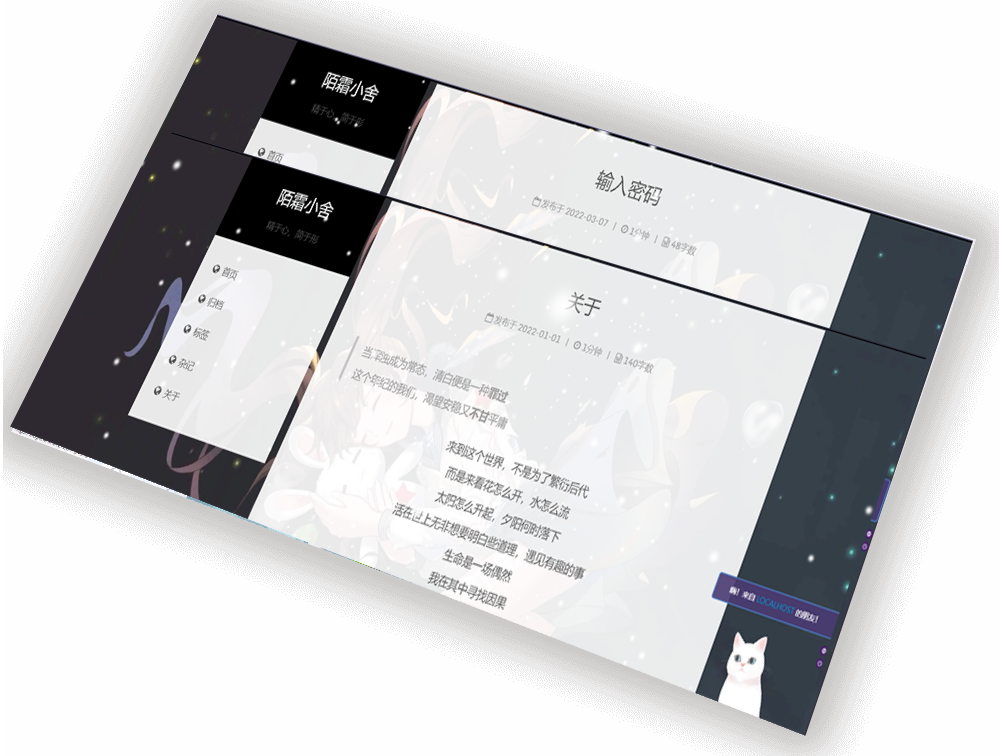 陌霜小舍
精于心，简于形
首页
输入密码
发布于 2022-03-07 | 1分钟 | 48字数
陌霜小舍
精于心，简于形
首页
归档
标签
杂记
关于
关于
发布于 2022-01-01 | 1分钟 | 140字数
当浑浊成为常态，清白便是一种罪过
这个年纪的我们，渴望安稳又不甘平庸
来到这个世界，不是为了繁衍后代
而是来看花怎么开，水怎么流
太阳怎么升起，夕阳何时落下
活在世上无非想要明白些道理，遇见有趣的事
生命是一场偶然
我在其中寻找因果
嗨！来自 LOCALHOST 的朋友！